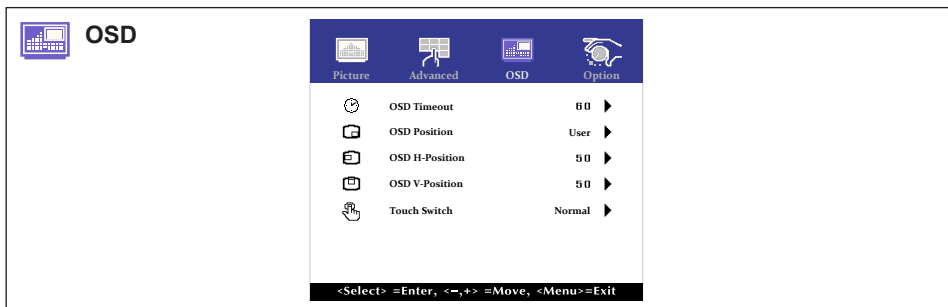 OSD
Picture Advanced OSD Option
OSD Timeout 60
OSD Position User
OSD H-Position 50
OSD V-Position 50
Touch Switch Normal
<Select> =Enter, <−,+> =Move, <Menu>=Exit